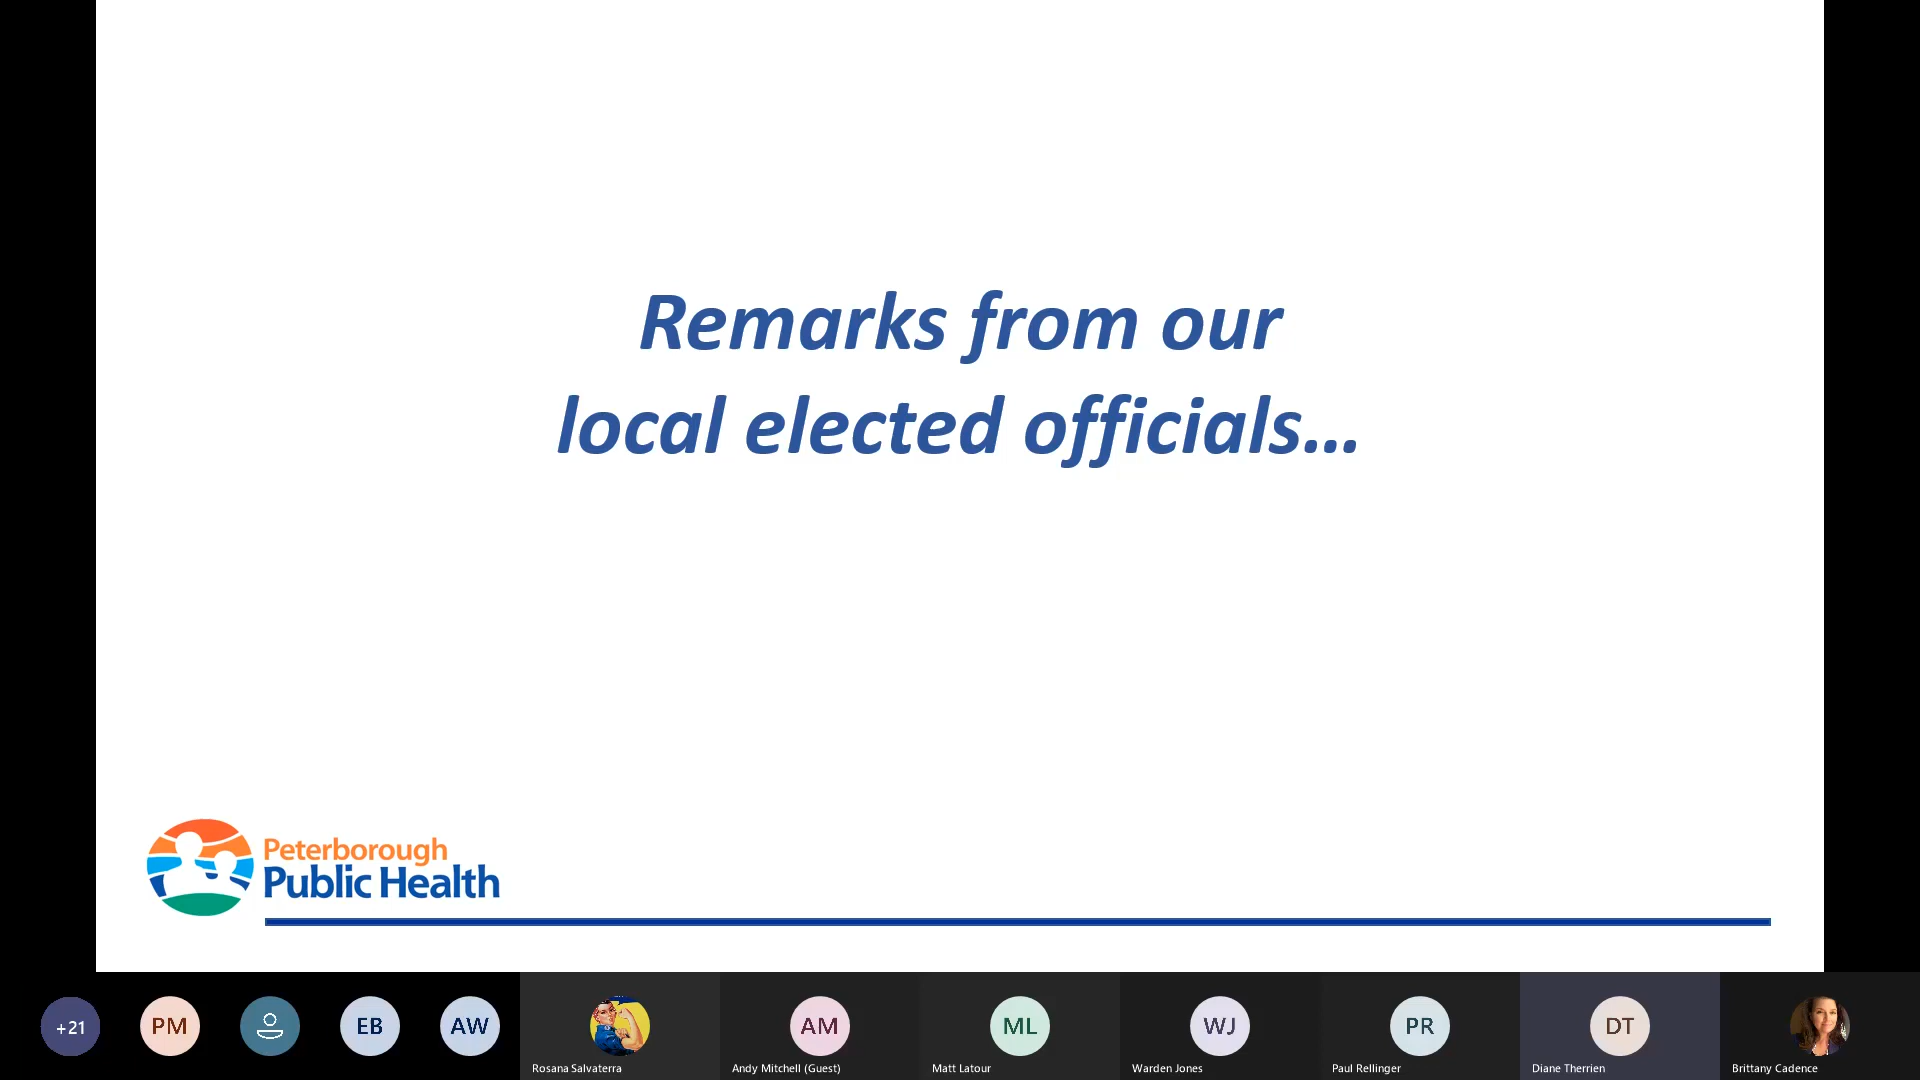 Remarks from our
local elected officials...
Peterborough
Public Health
+21
PM
EB
AW
Rosana Salvaterra
AM
Andy Mitchell (Guest)
ML
Matt Latour
WJ
Warden Jones
PR
Paul Rellinger
DT
Diane Therrien
Brittany Cadence